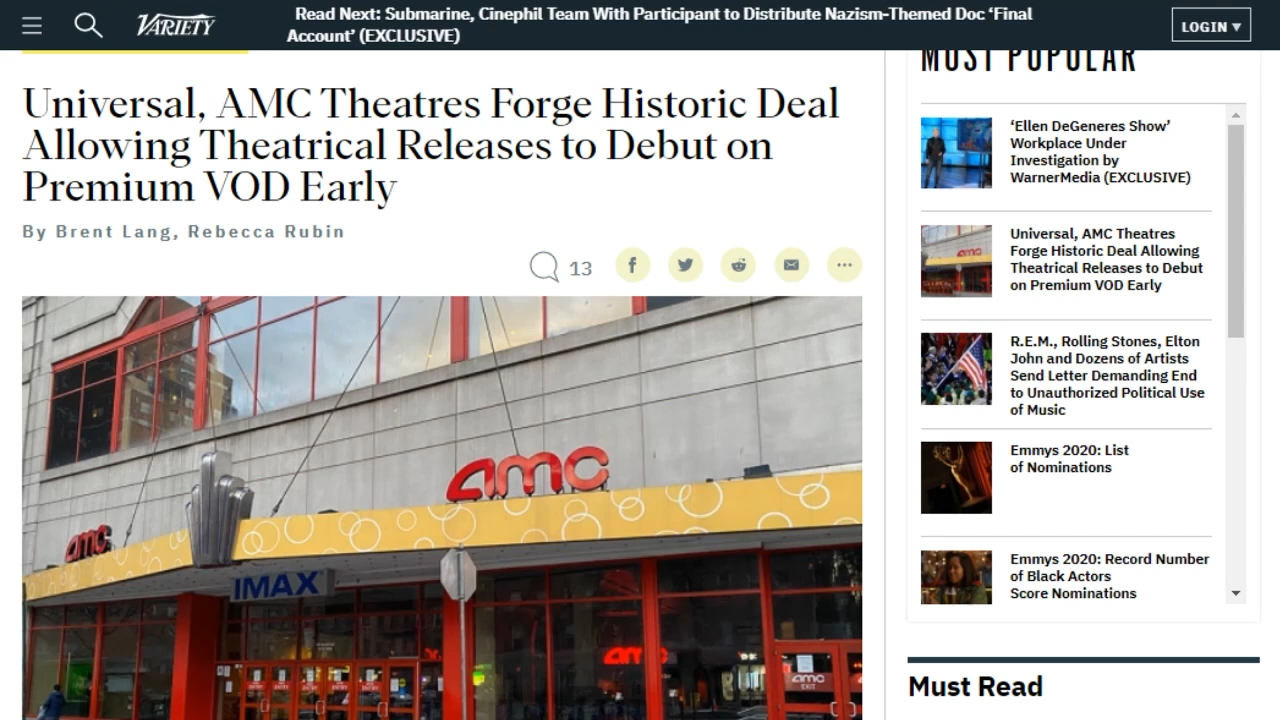 VARIETY
Read Next: Submarine, Cinephil Team With Participant to Distribute Nazism-Themed Doc ‘Final
Account’ (EXCLUSIVE)
LOGIN ▼
Universal, AMC Theatres Forge Historic Deal
Allowing Theatrical Releases to Debut on
Premium VOD Early
By Brent Lang, Rebecca Rubin
13
amc
amc
IMAX
amc
amc
EXIT
MOST POPULAR
‘Ellen DeGeneres Show’
Workplace Under
Investigation by
WarnerMedia (EXCLUSIVE)
Universal, AMC Theatres
Forge Historic Deal Allowing
Theatrical Releases to Debut
on Premium VOD Early
R.E.M., Rolling Stones, Elton
John and Dozens of Artists
Send Letter Demanding End
to Unauthorized Political Use
of Music
Emmys 2020: List
of Nominations
Emmys 2020: Record Number
of Black Actors
Score Nominations
Must Read